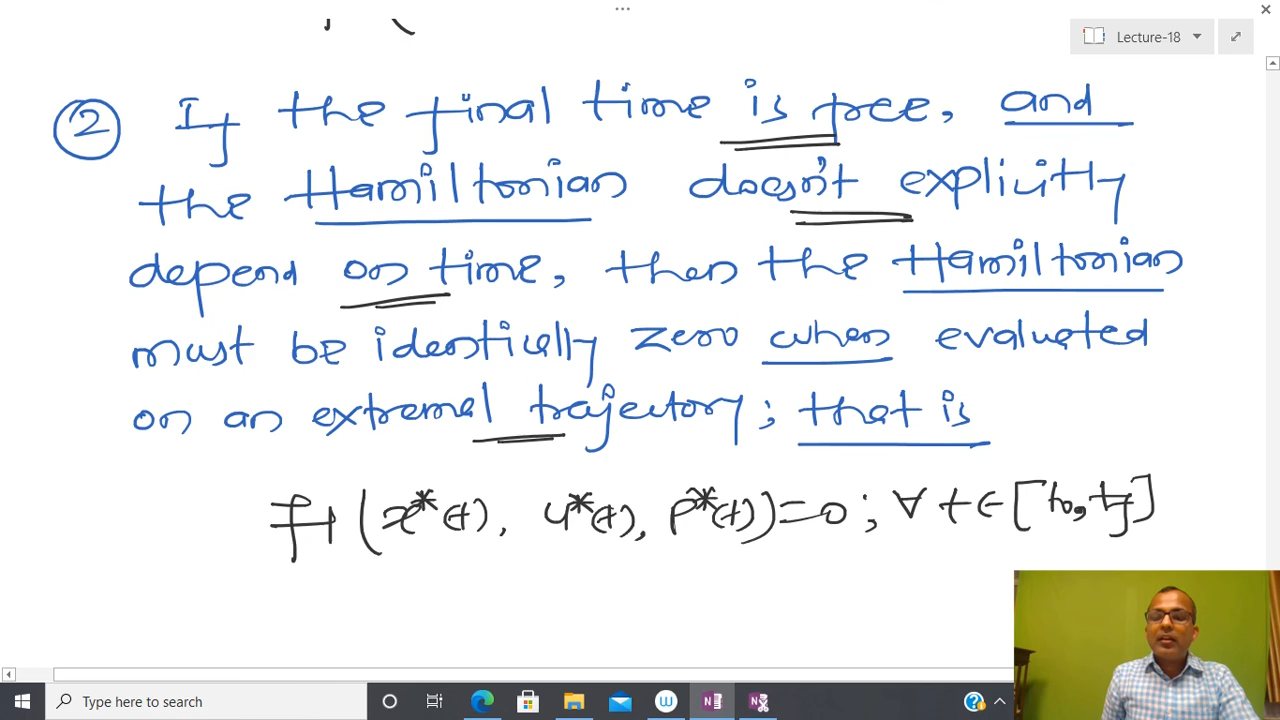 Lecture-18
② If the final time is free, and
the Hamiltonian doesn't explicitly
depend on time, then the Hamiltonian
must be identically zero when evaluated
on an extremal trajectory; that is
H(x*(t), u*(t), p*(t))=0; ∀ t∈[t₀, t_f]
Type here to search